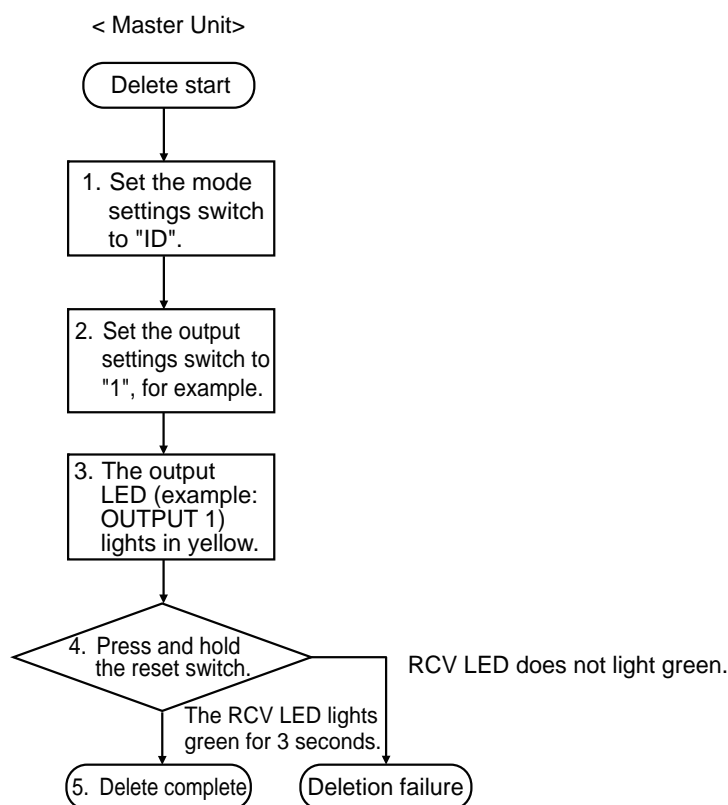 < Master Unit>
Delete start
1. Set the mode
settings switch
to "ID".
2. Set the output
settings switch to
"1", for example.
3. The output
LED (example:
OUTPUT 1)
lights in yellow.
4. Press and hold
the reset switch.
RCV LED does not light green.
The RCV LED lights
green for 3 seconds.
5. Delete complete
Deletion failure